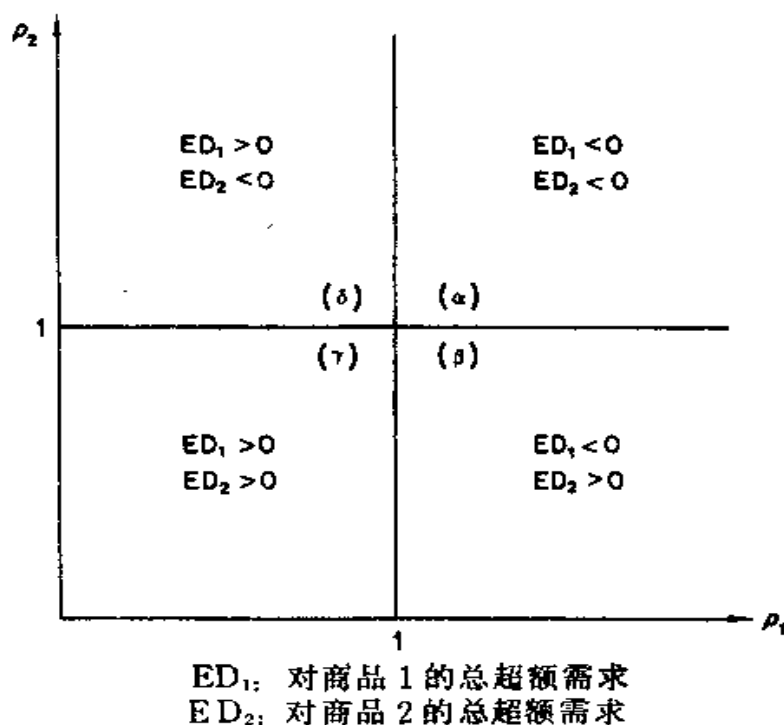 p₂
ED₁>0
ED₂<0
ED₁<0
ED₂<0
(δ)
(α)
1
(γ)
(β)
ED₁>0
ED₂>0
ED₁<0
ED₂>0
1
p₁
ED₁: 对商品 1 的总超额需求
ED₂: 对商品 2 的总超额需求